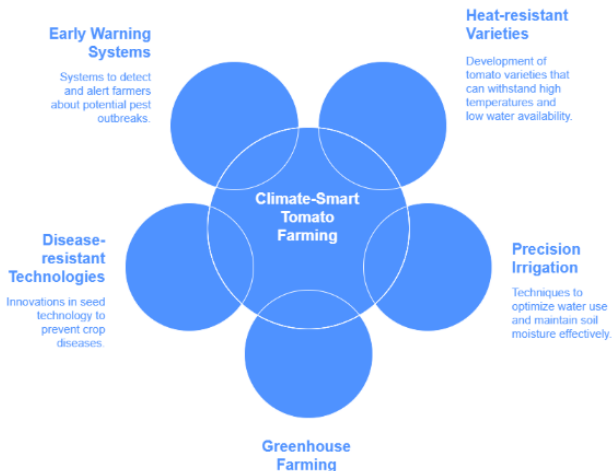 Early Warning
Systems
Systems to detect
and alert farmers
about potential pest
outbreaks.
Heat-resistant
Varieties
Development of
tomato varieties that
can withstand high
temperatures and
low water availability.
Climate-Smart
Tomato
Farming
Disease-
resistant
Technologies
Innovations in seed
technology to
prevent crop
diseases.
Precision
Irrigation
Techniques to
optimize water use
and maintain soil
moisture effectively.
Greenhouse
Farming